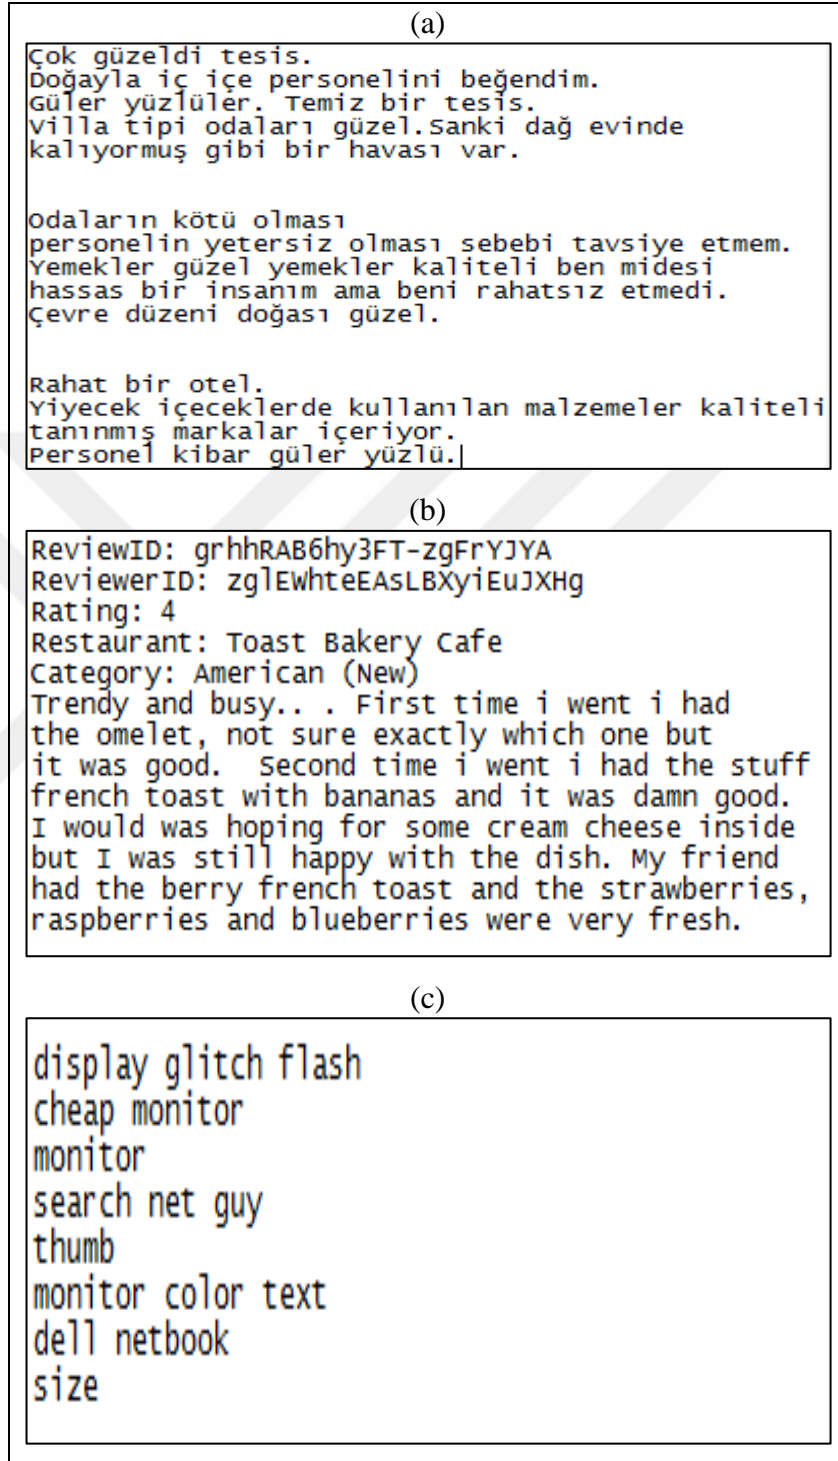 (a)
Çok güzeldi tesis.
Doğayla iç içe personelini beğendim.
Güler yüzlüler. Temiz bir tesis.
Villa tipi odaları güzel.Sanki dağ evinde
kalıyormuş gibi bir havası var.
Odaların kötü olması
personelin yetersiz olması sebebi tavsiye etmem.
Yemekler güzel yemekler kaliteli ben midesi
hassas bir insanım ama beni rahatsız etmedi.
Çevre düzeni doğası güzel.
Rahat bir otel.
Yiyecek içeceklerde kullanılan malzemeler kaliteli
tanınmış markalar içeriyor.
Personel kibar güler yüzlü.
(b)
ReviewID: grhhRAB6hy3FT-zgFrYJYA
ReviewerID: zglEWhteEAsLBXyiEuJXHg
Rating: 4
Restaurant: Toast Bakery Cafe
Category: American (New)
Trendy and busy.. . First time i went i had
the omelet, not sure exactly which one but
it was good.  Second time i went i had the stuff
french toast with bananas and it was damn good.
I would was hoping for some cream cheese inside
but I was still happy with the dish. My friend
had the berry french toast and the strawberries,
raspberries and blueberries were very fresh.
(c)
display glitch flash
cheap monitor
monitor
search net guy
thumb
monitor color text
dell netbook
size